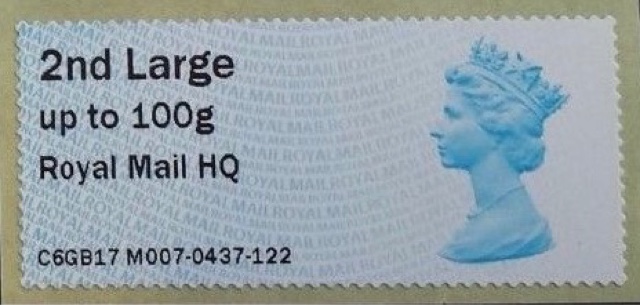 2nd Large
up to 100g
Royal Mail HQ
C6GB17 M007-0437-122